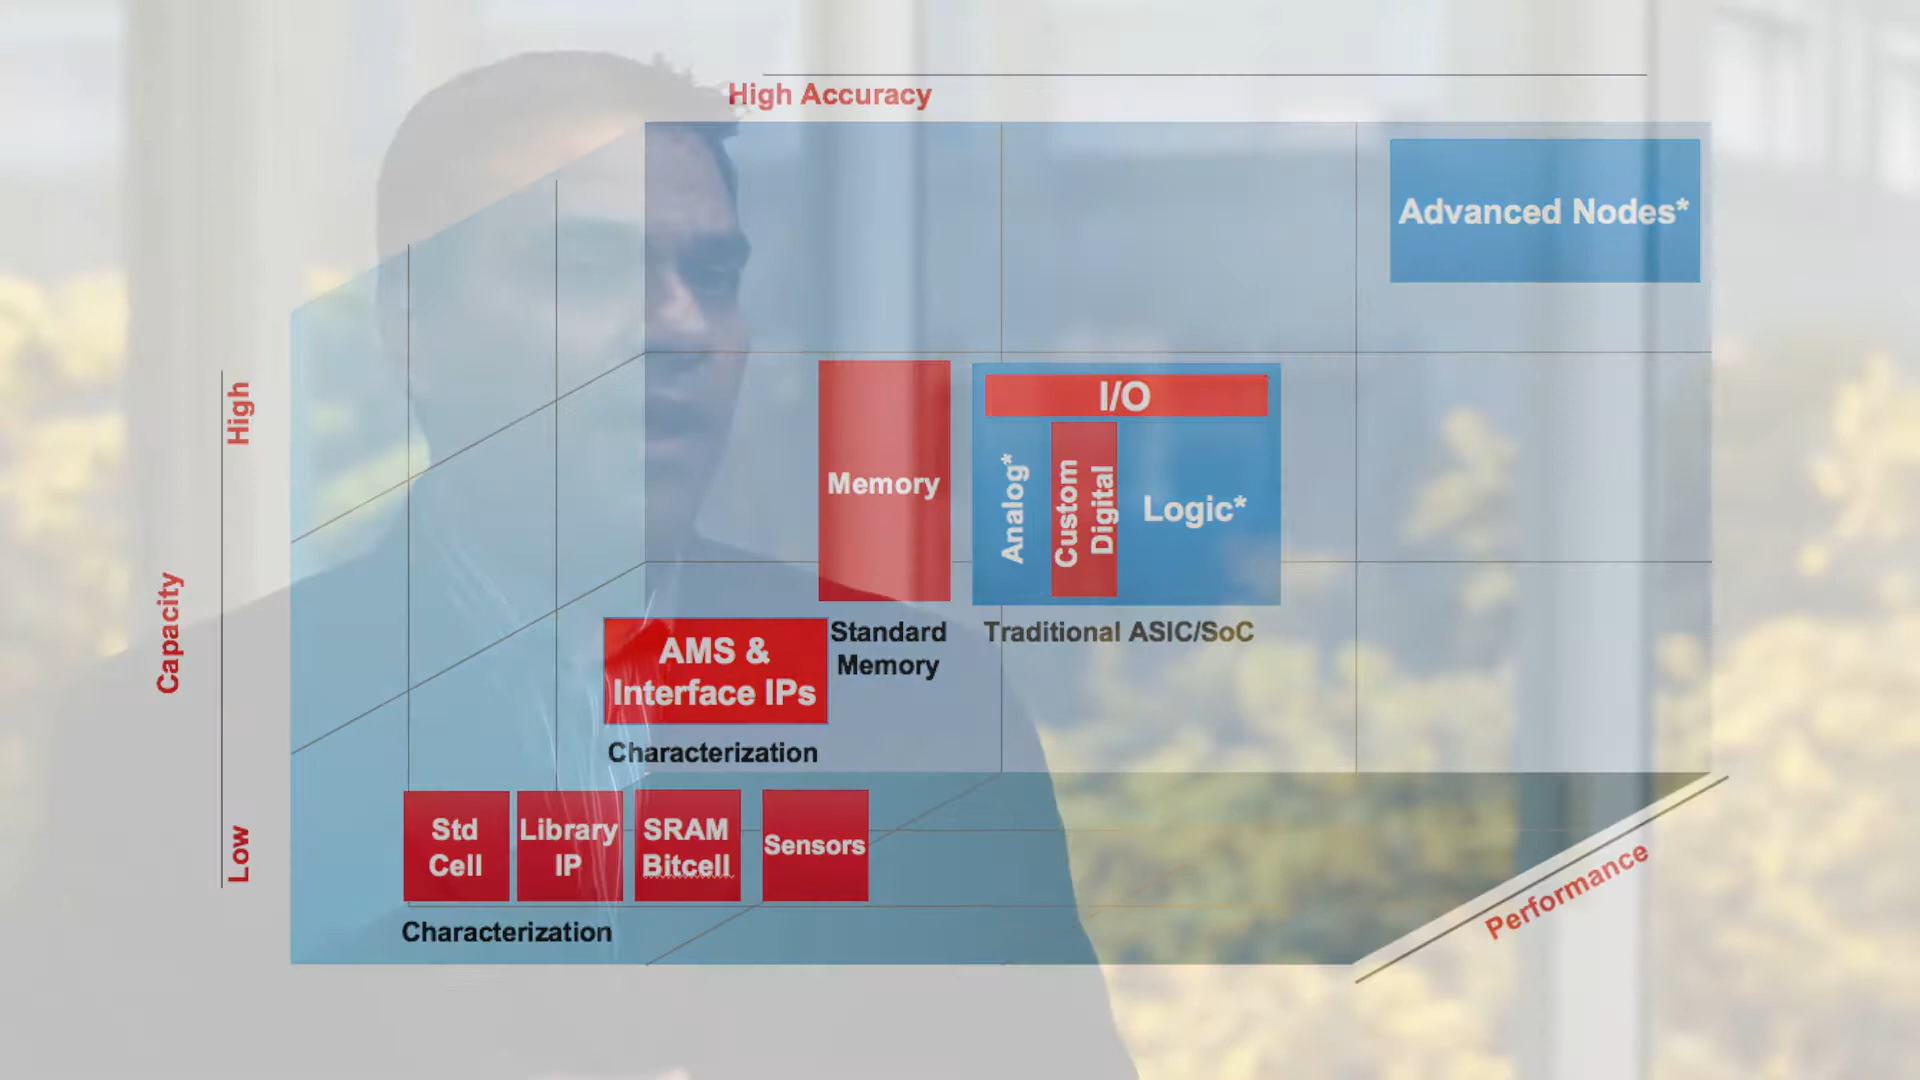 High Accuracy
Advanced Nodes*
High
Capacity
Low
Memory
I/O
Analog*
Custom
Digital
Logic*
Standard
Memory
Traditional ASIC/SoC
AMS &
Interface IPs
Characterization
Std
Cell
Library
IP
SRAM
Bitcell
Sensors
Characterization
Performance